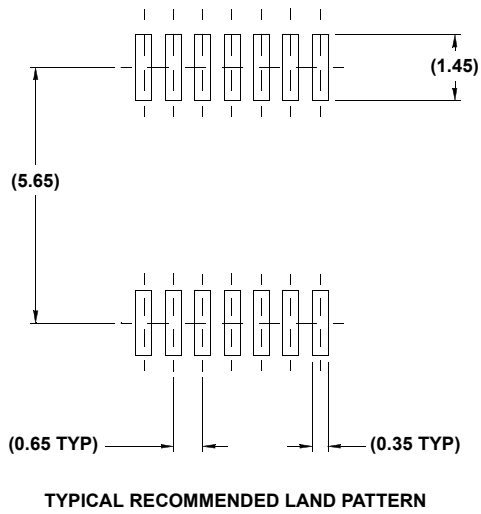 (1.45)
(5.65)
(0.65 TYP)
(0.35 TYP)
TYPICAL RECOMMENDED LAND PATTERN